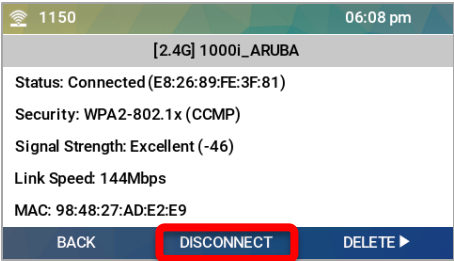 1150 06:08 pm
[2.4G] 1000i_ARUBA
Status: Connected (E8:26:89:FE:3F:81)
Security: WPA2-802.1x (CCMP)
Signal Strength: Excellent (-46)
Link Speed: 144Mbps
MAC: 98:48:27:AD:E2:E9
BACK DISCONNECT DELETE ▶